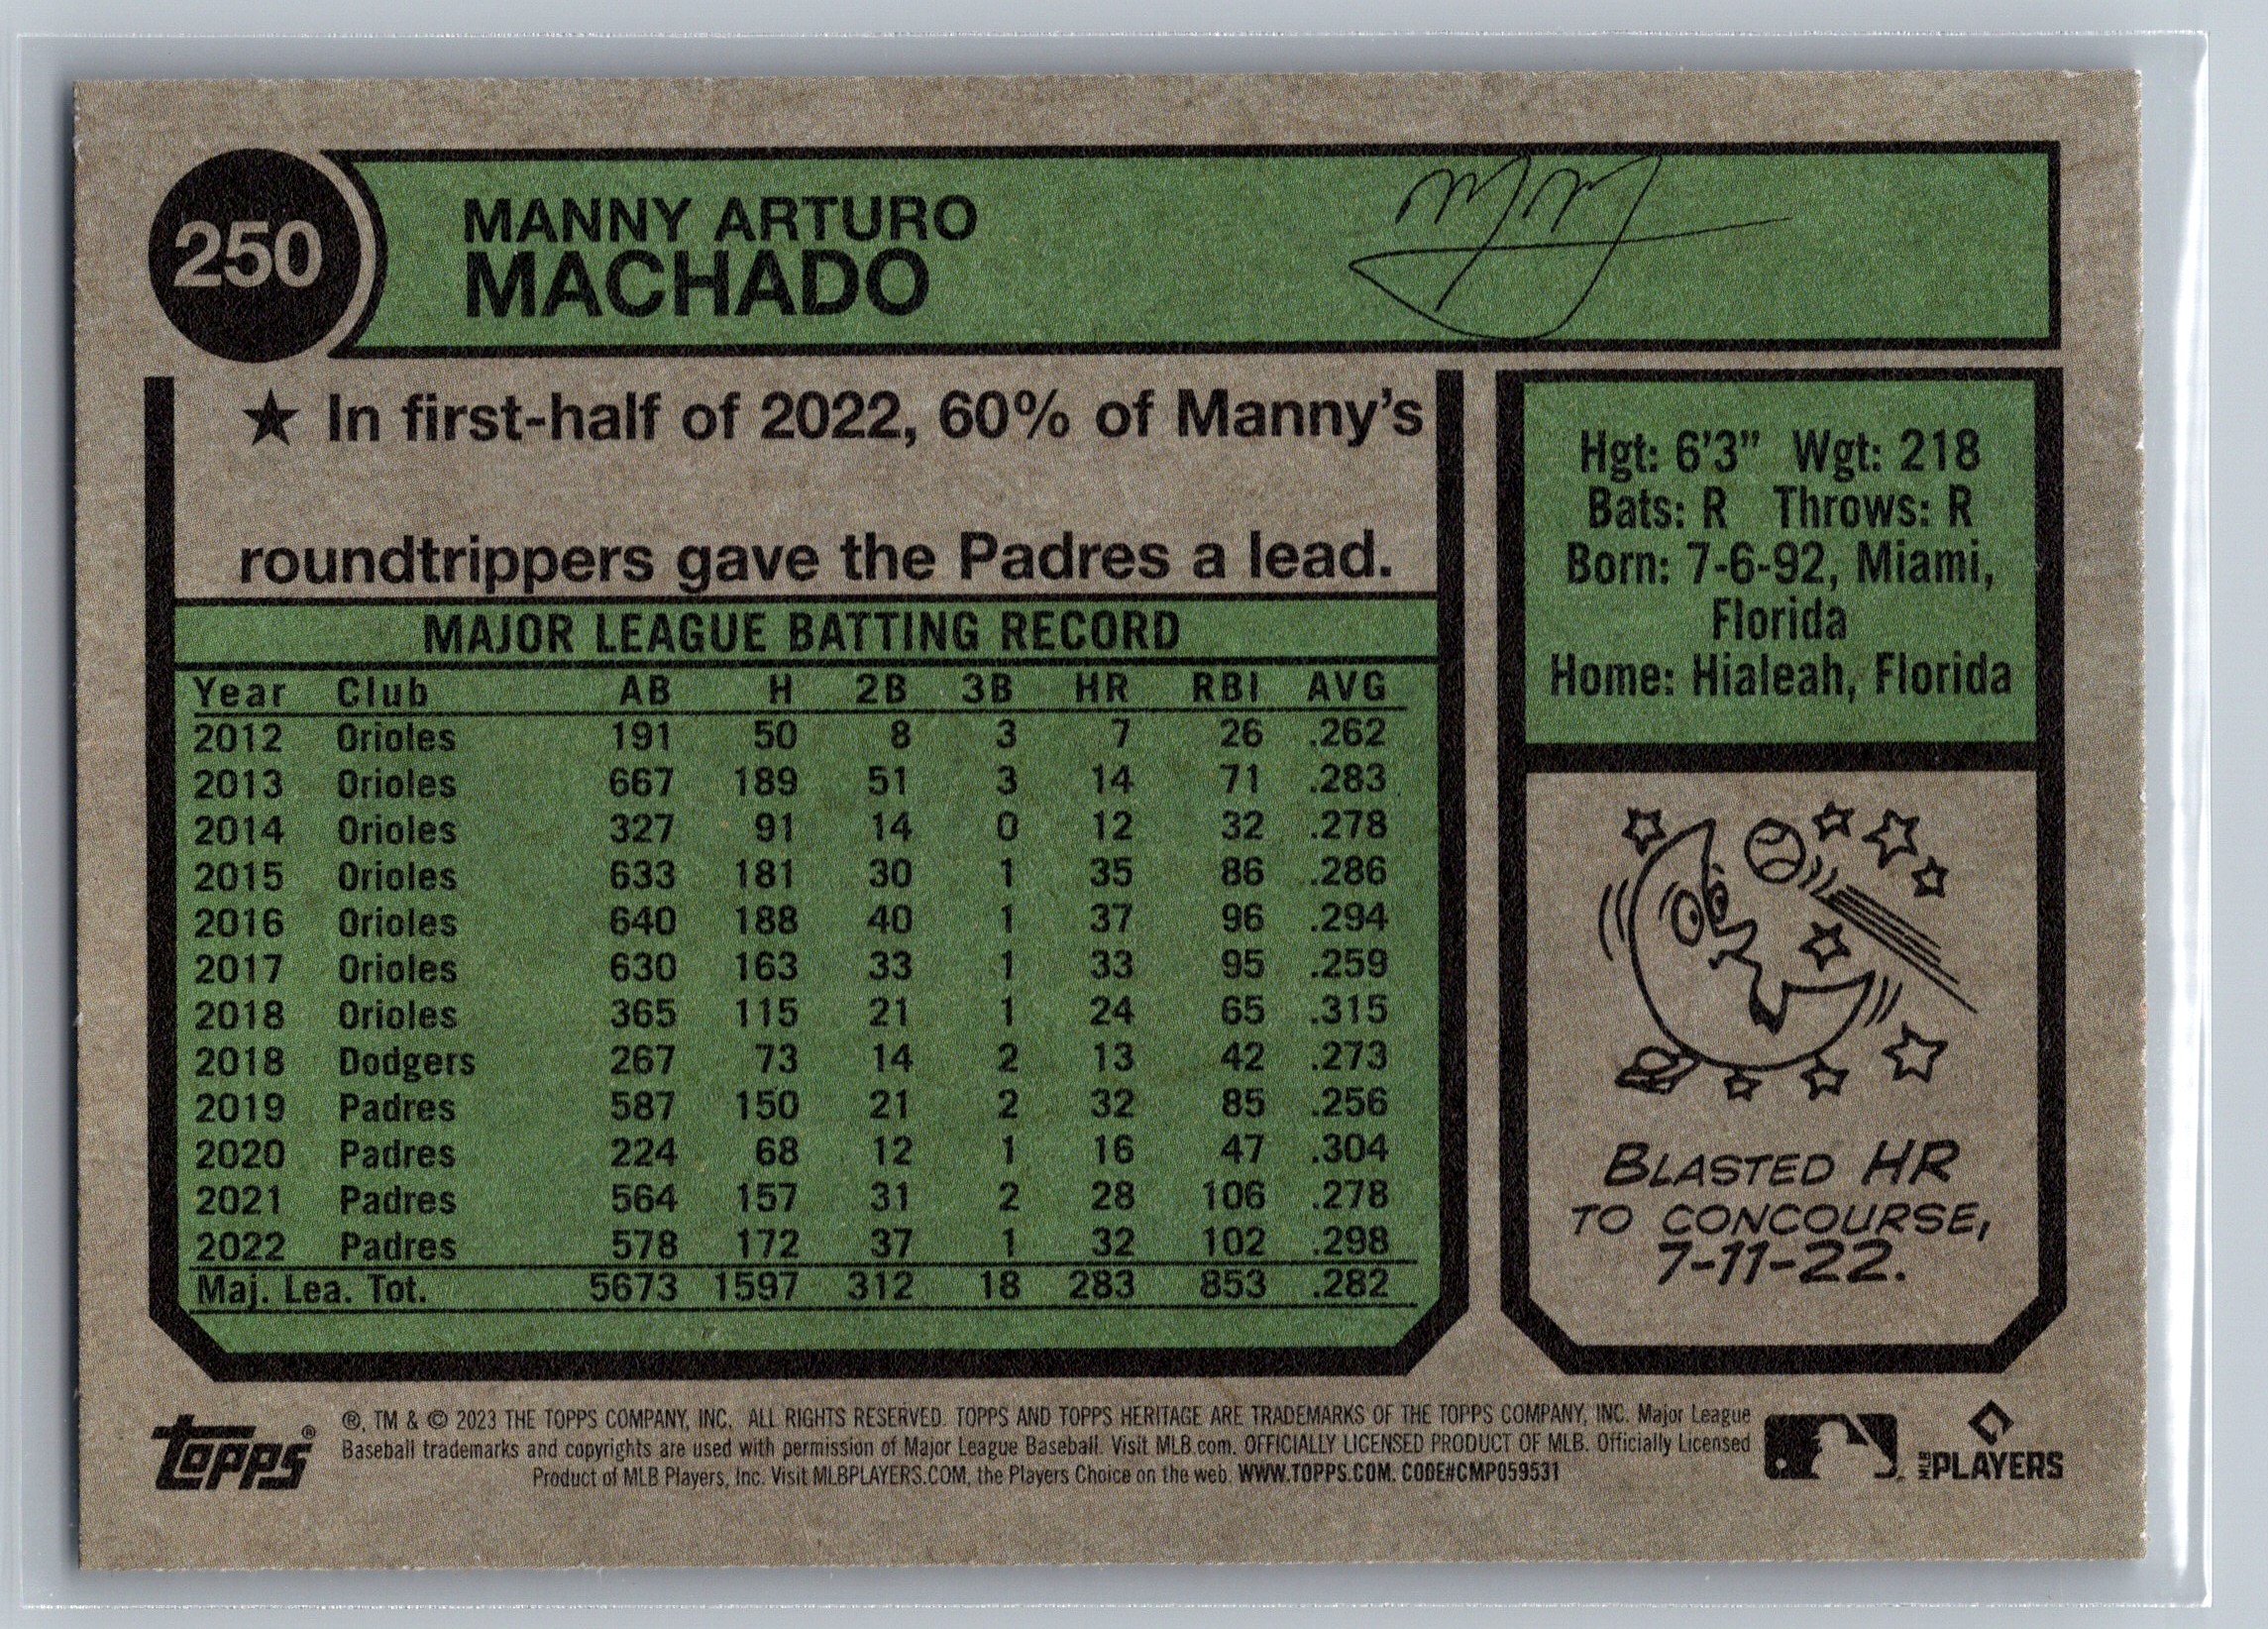 250
MANNY ARTURO
MACHADO
★ In first-half of 2022, 60% of Manny's
roundtrippers gave the Padres a lead.
MAJOR LEAGUE BATTING RECORD
Year Club AB H 2B 3B HR RBI AVG
2012 Orioles 191 50 8 3 7 26 .262
2013 Orioles 667 189 51 3 14 71 .283
2014 Orioles 327 91 14 0 12 32 .278
2015 Orioles 633 181 30 1 35 86 .286
2016 Orioles 640 188 40 1 37 96 .294
2017 Orioles 630 163 33 1 33 95 .259
2018 Orioles 365 115 21 1 24 65 .315
2018 Dodgers 267 73 14 2 13 42 .273
2019 Padres 587 150 21 2 32 85 .256
2020 Padres 224 68 12 1 16 47 .304
2021 Padres 564 157 31 2 28 106 .278
2022 Padres 578 172 37 1 32 102 .298
Maj. Lea. Tot. 5673 1597 312 18 283 853 .282
Hgt: 6'3" Wgt: 218
Bats: R Throws: R
Born: 7-6-92, Miami,
Florida
Home: Hialeah, Florida
BLASTED HR
TO CONCOURSE,
7-11-22.
topps®
®, TM & © 2023 THE TOPPS COMPANY, INC. ALL RIGHTS RESERVED. TOPPS AND TOPPS HERITAGE ARE TRADEMARKS OF THE TOPPS COMPANY, INC. Major League
Baseball trademarks and copyrights are used with permission of Major League Baseball. Visit MLB.com. OFFICIALLY LICENSED PRODUCT OF MLB. Officially Licensed
Product of MLB Players, Inc. Visit MLBPLAYERS.COM, the Players Choice on the web. WWW.TOPPS.COM. CODE#CMP059531
MLB PLAYERS